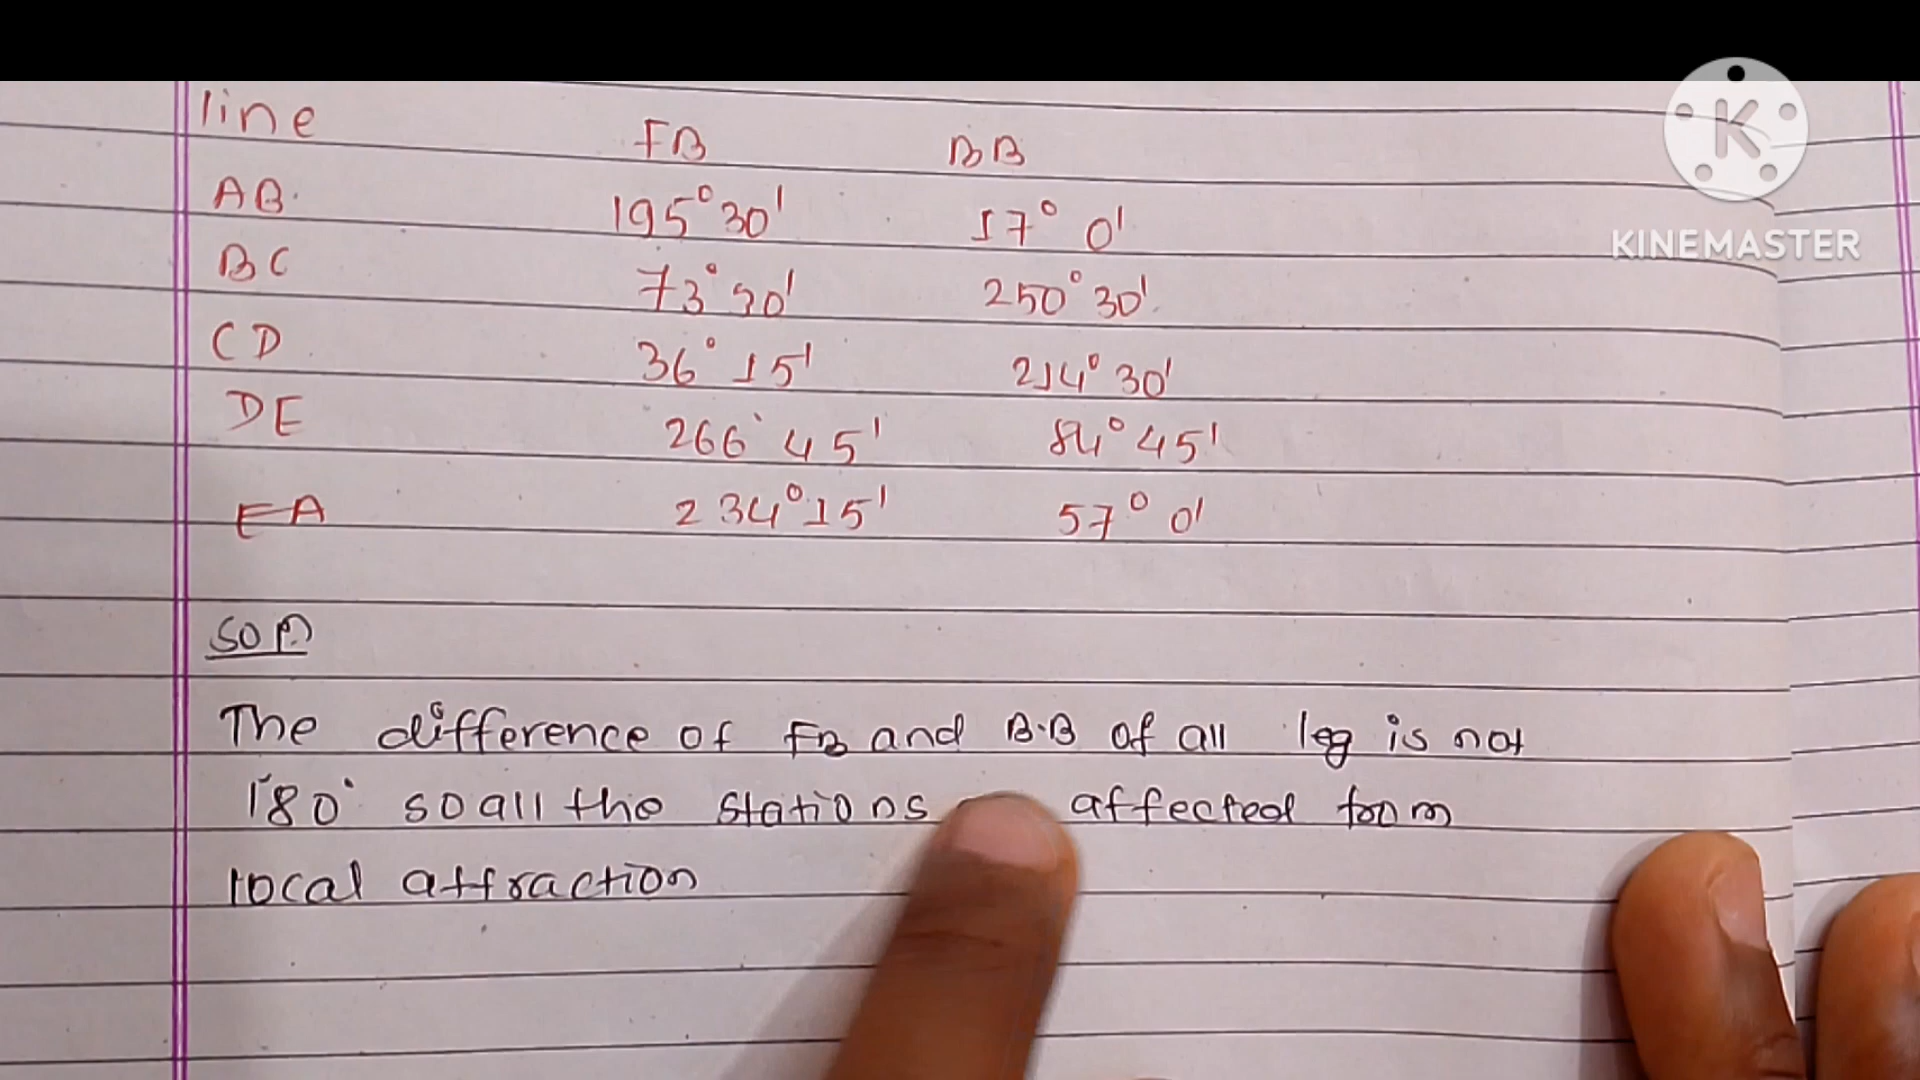 line FB BB
AB. 195°30' 17° 0'
BC 73° 30' 250°30'.
CD 36° 15' 214° 30'
DE 266° 45' 84° 45'
EA 234° 15' 57° 0'
KINEMASTER
Soln
The difference of FB and B.B of all leg is not
180° so all the stations affected from
local attraction